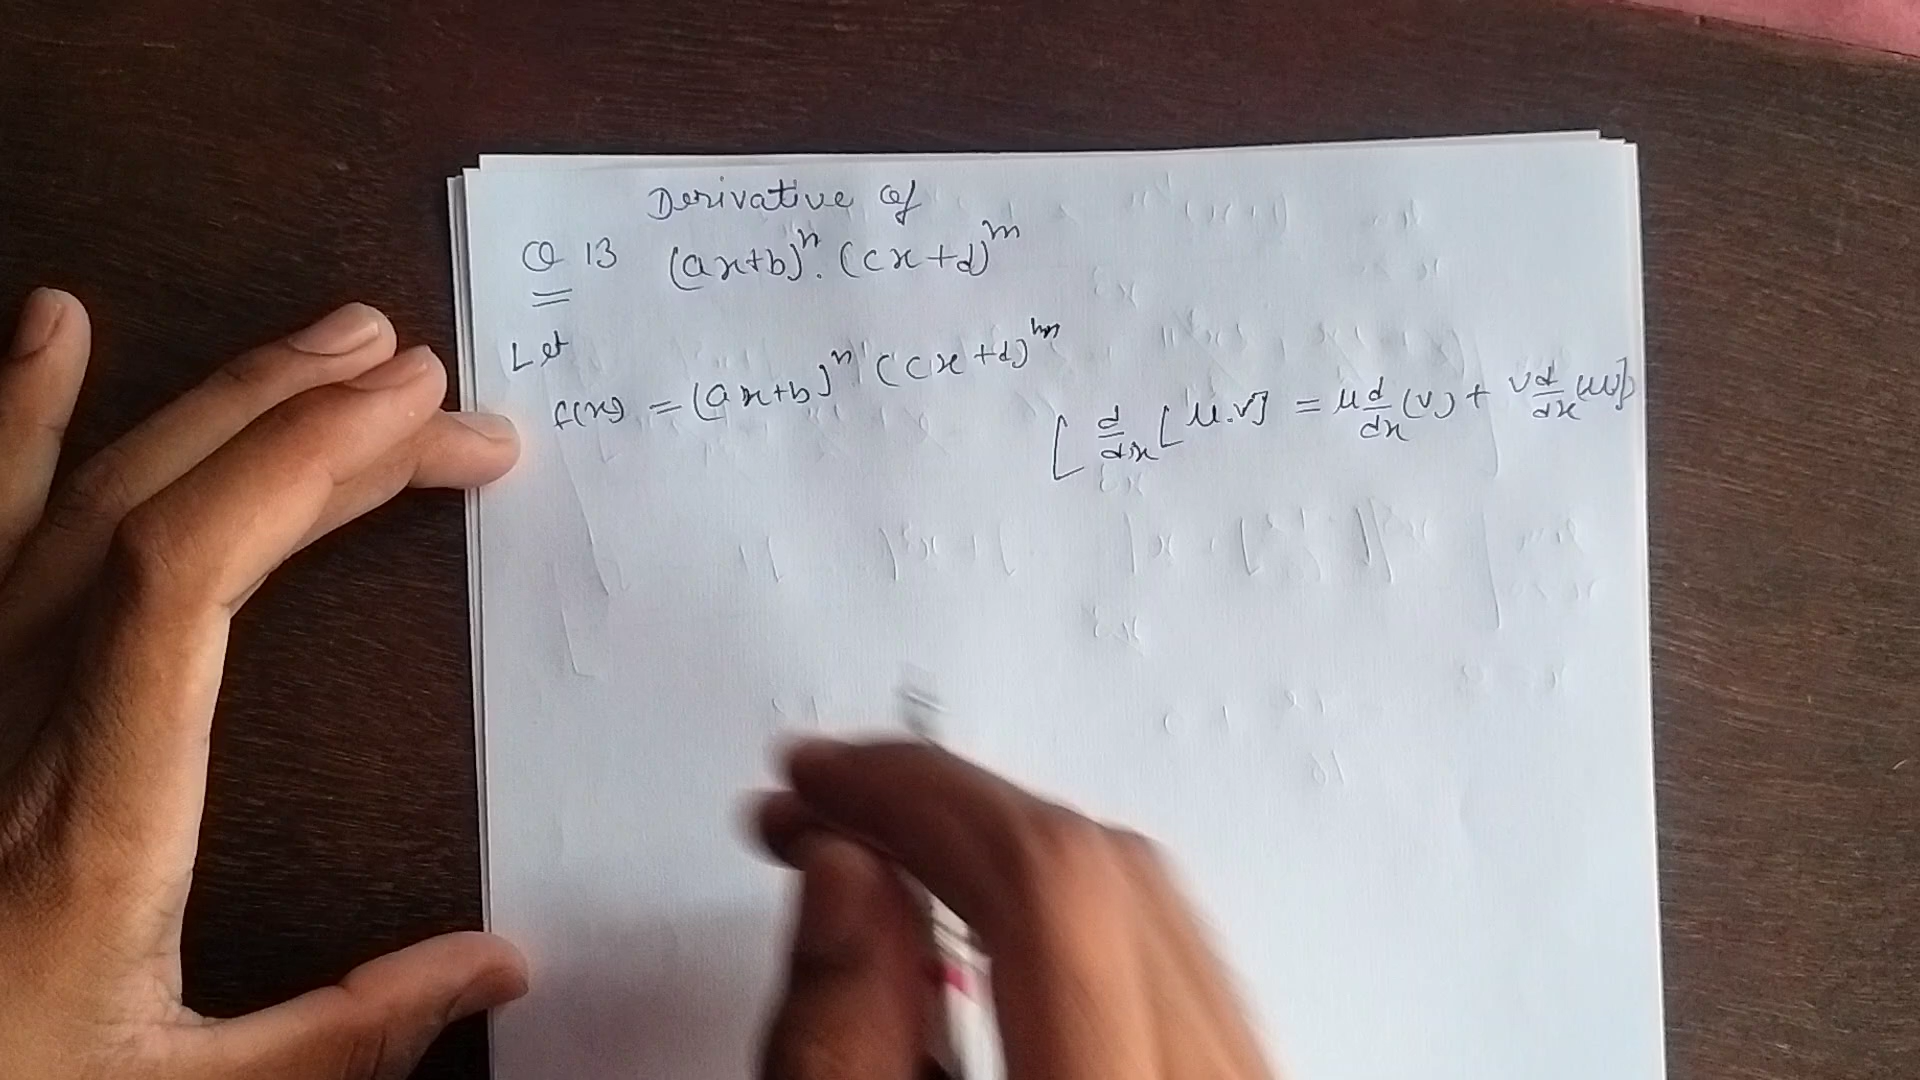 Derivative of
Q 13 (ax+b)^n . (cx+d)^m
Let
f(x) = (ax+b)^n (cx+d)^m
[ d/dx [u.v] = u d/dx (v) + v d/dx (u) ]